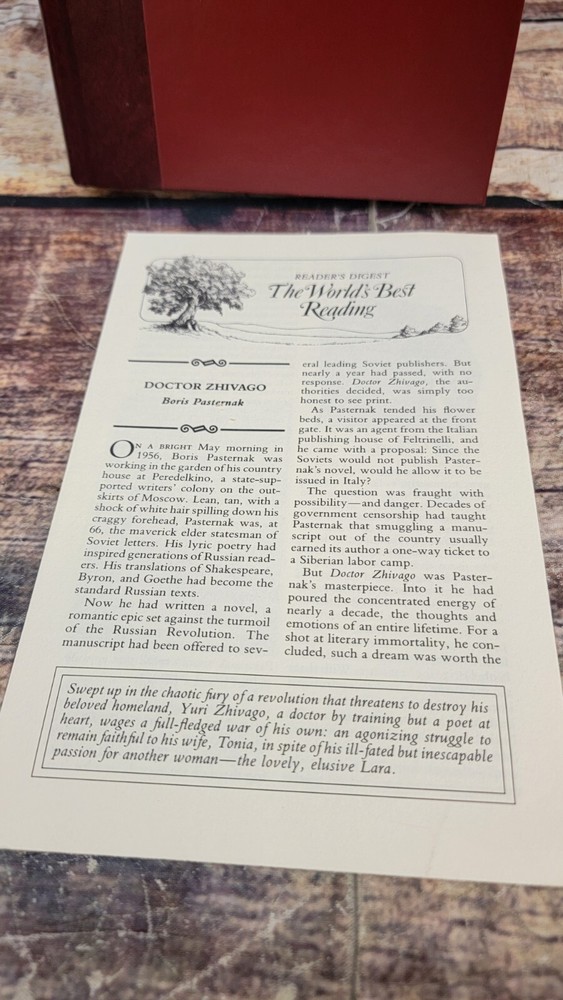 READER'S DIGEST
The World's Best
Reading
DOCTOR ZHIVAGO
Boris Pasternak
ON A BRIGHT May morning in
1956, Boris Pasternak was
working in the garden of his country
house at Peredelkino, a state-sup-
ported writers' colony on the out-
skirts of Moscow. Lean, tan, with a
shock of white hair spilling down his
craggy forehead, Pasternak was, at
66, the maverick elder statesman of
Soviet letters. His lyric poetry had
inspired generations of Russian read-
ers. His translations of Shakespeare,
Byron, and Goethe had become the
standard Russian texts.
Now he had written a novel, a
romantic epic set against the turmoil
of the Russian Revolution. The
manuscript had been offered to sev-
eral leading Soviet publishers. But
nearly a year had passed, with no
response. Doctor Zhivago, the au-
thorities decided, was simply too
honest to see print.
As Pasternak tended his flower
beds, a visitor appeared at the front
gate. It was an agent from the Italian
publishing house of Feltrinelli, and
he came with a proposal: Since the
Soviets would not publish Paster-
nak's novel, would he allow it to be
issued in Italy?
The question was fraught with
possibility—and danger. Decades of
government censorship had taught
Pasternak that smuggling a manu-
script out of the country usually
earned its author a one-way ticket to
a Siberian labor camp.
But Doctor Zhivago was Paster-
nak's masterpiece. Into it he had
poured the concentrated energy of
nearly a decade, the thoughts and
emotions of an entire lifetime. For a
shot at literary immortality, he con-
cluded, such a dream was worth the
Swept up in the chaotic fury of a revolution that threatens to destroy his
beloved homeland, Yuri Zhivago, a doctor by training but a poet at
heart, wages a full-fledged war of his own: an agonizing struggle to
remain faithful to his wife, Tonia, in spite of his ill-fated but inescapable
passion for another woman—the lovely, elusive Lara.